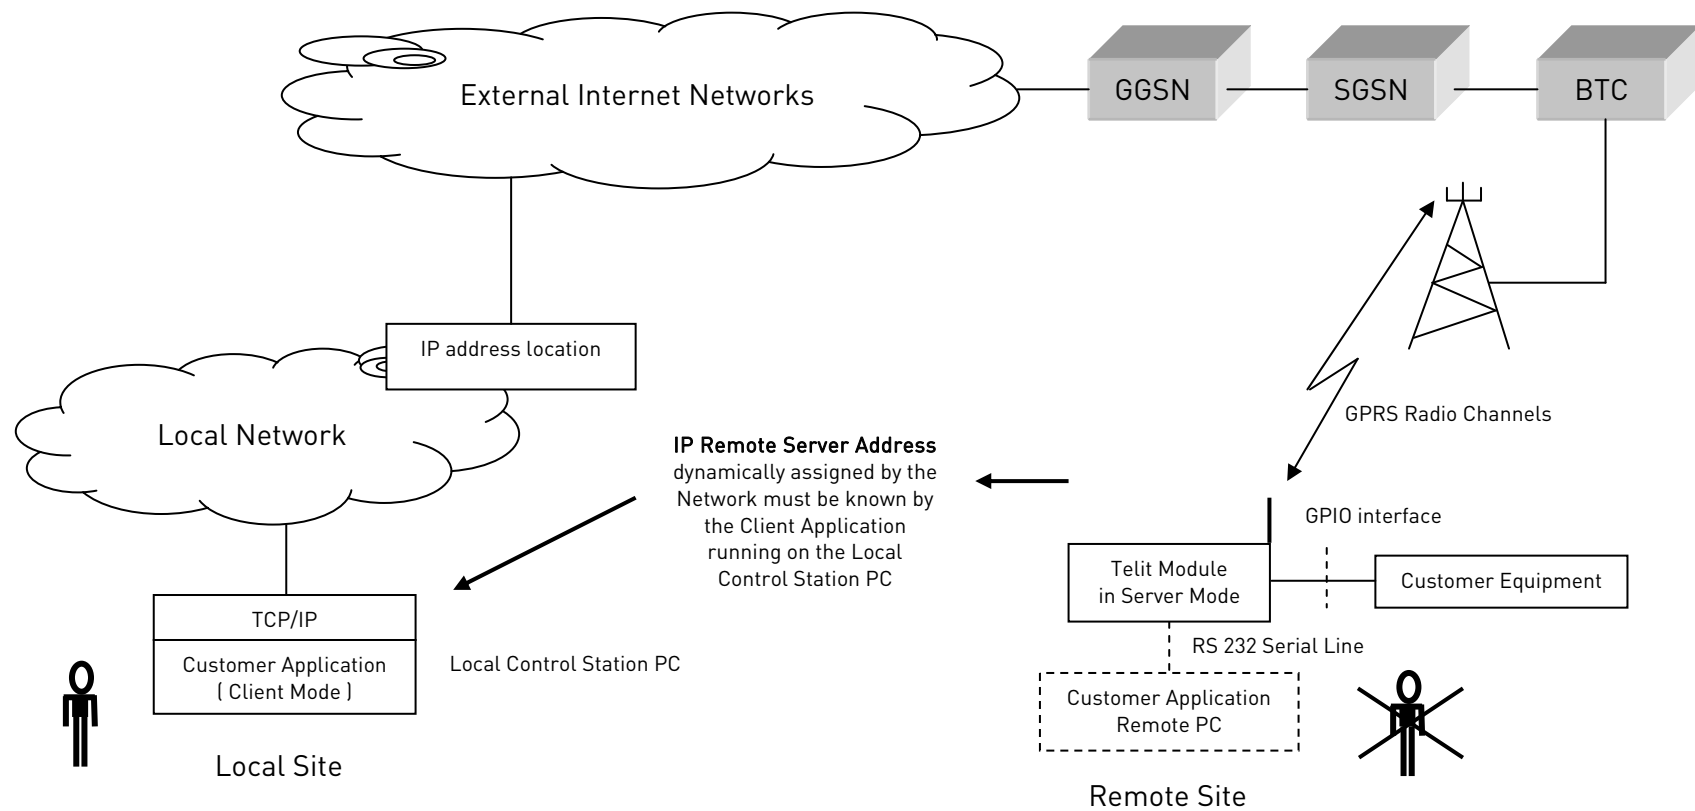 External Internet Networks
GGSN
SGSN
BTC
IP address location
Local Network
GPRS Radio Channels
IP Remote Server Address
dynamically assigned by the
Network must be known by
the Client Application
running on the Local
Control Station PC
GPIO interface
Telit Module
in Server Mode
Customer Equipment
TCP/IP
Customer Application
( Client Mode )
Local Control Station PC
RS 232 Serial Line
Customer Application
Remote PC
Local Site
Remote Site